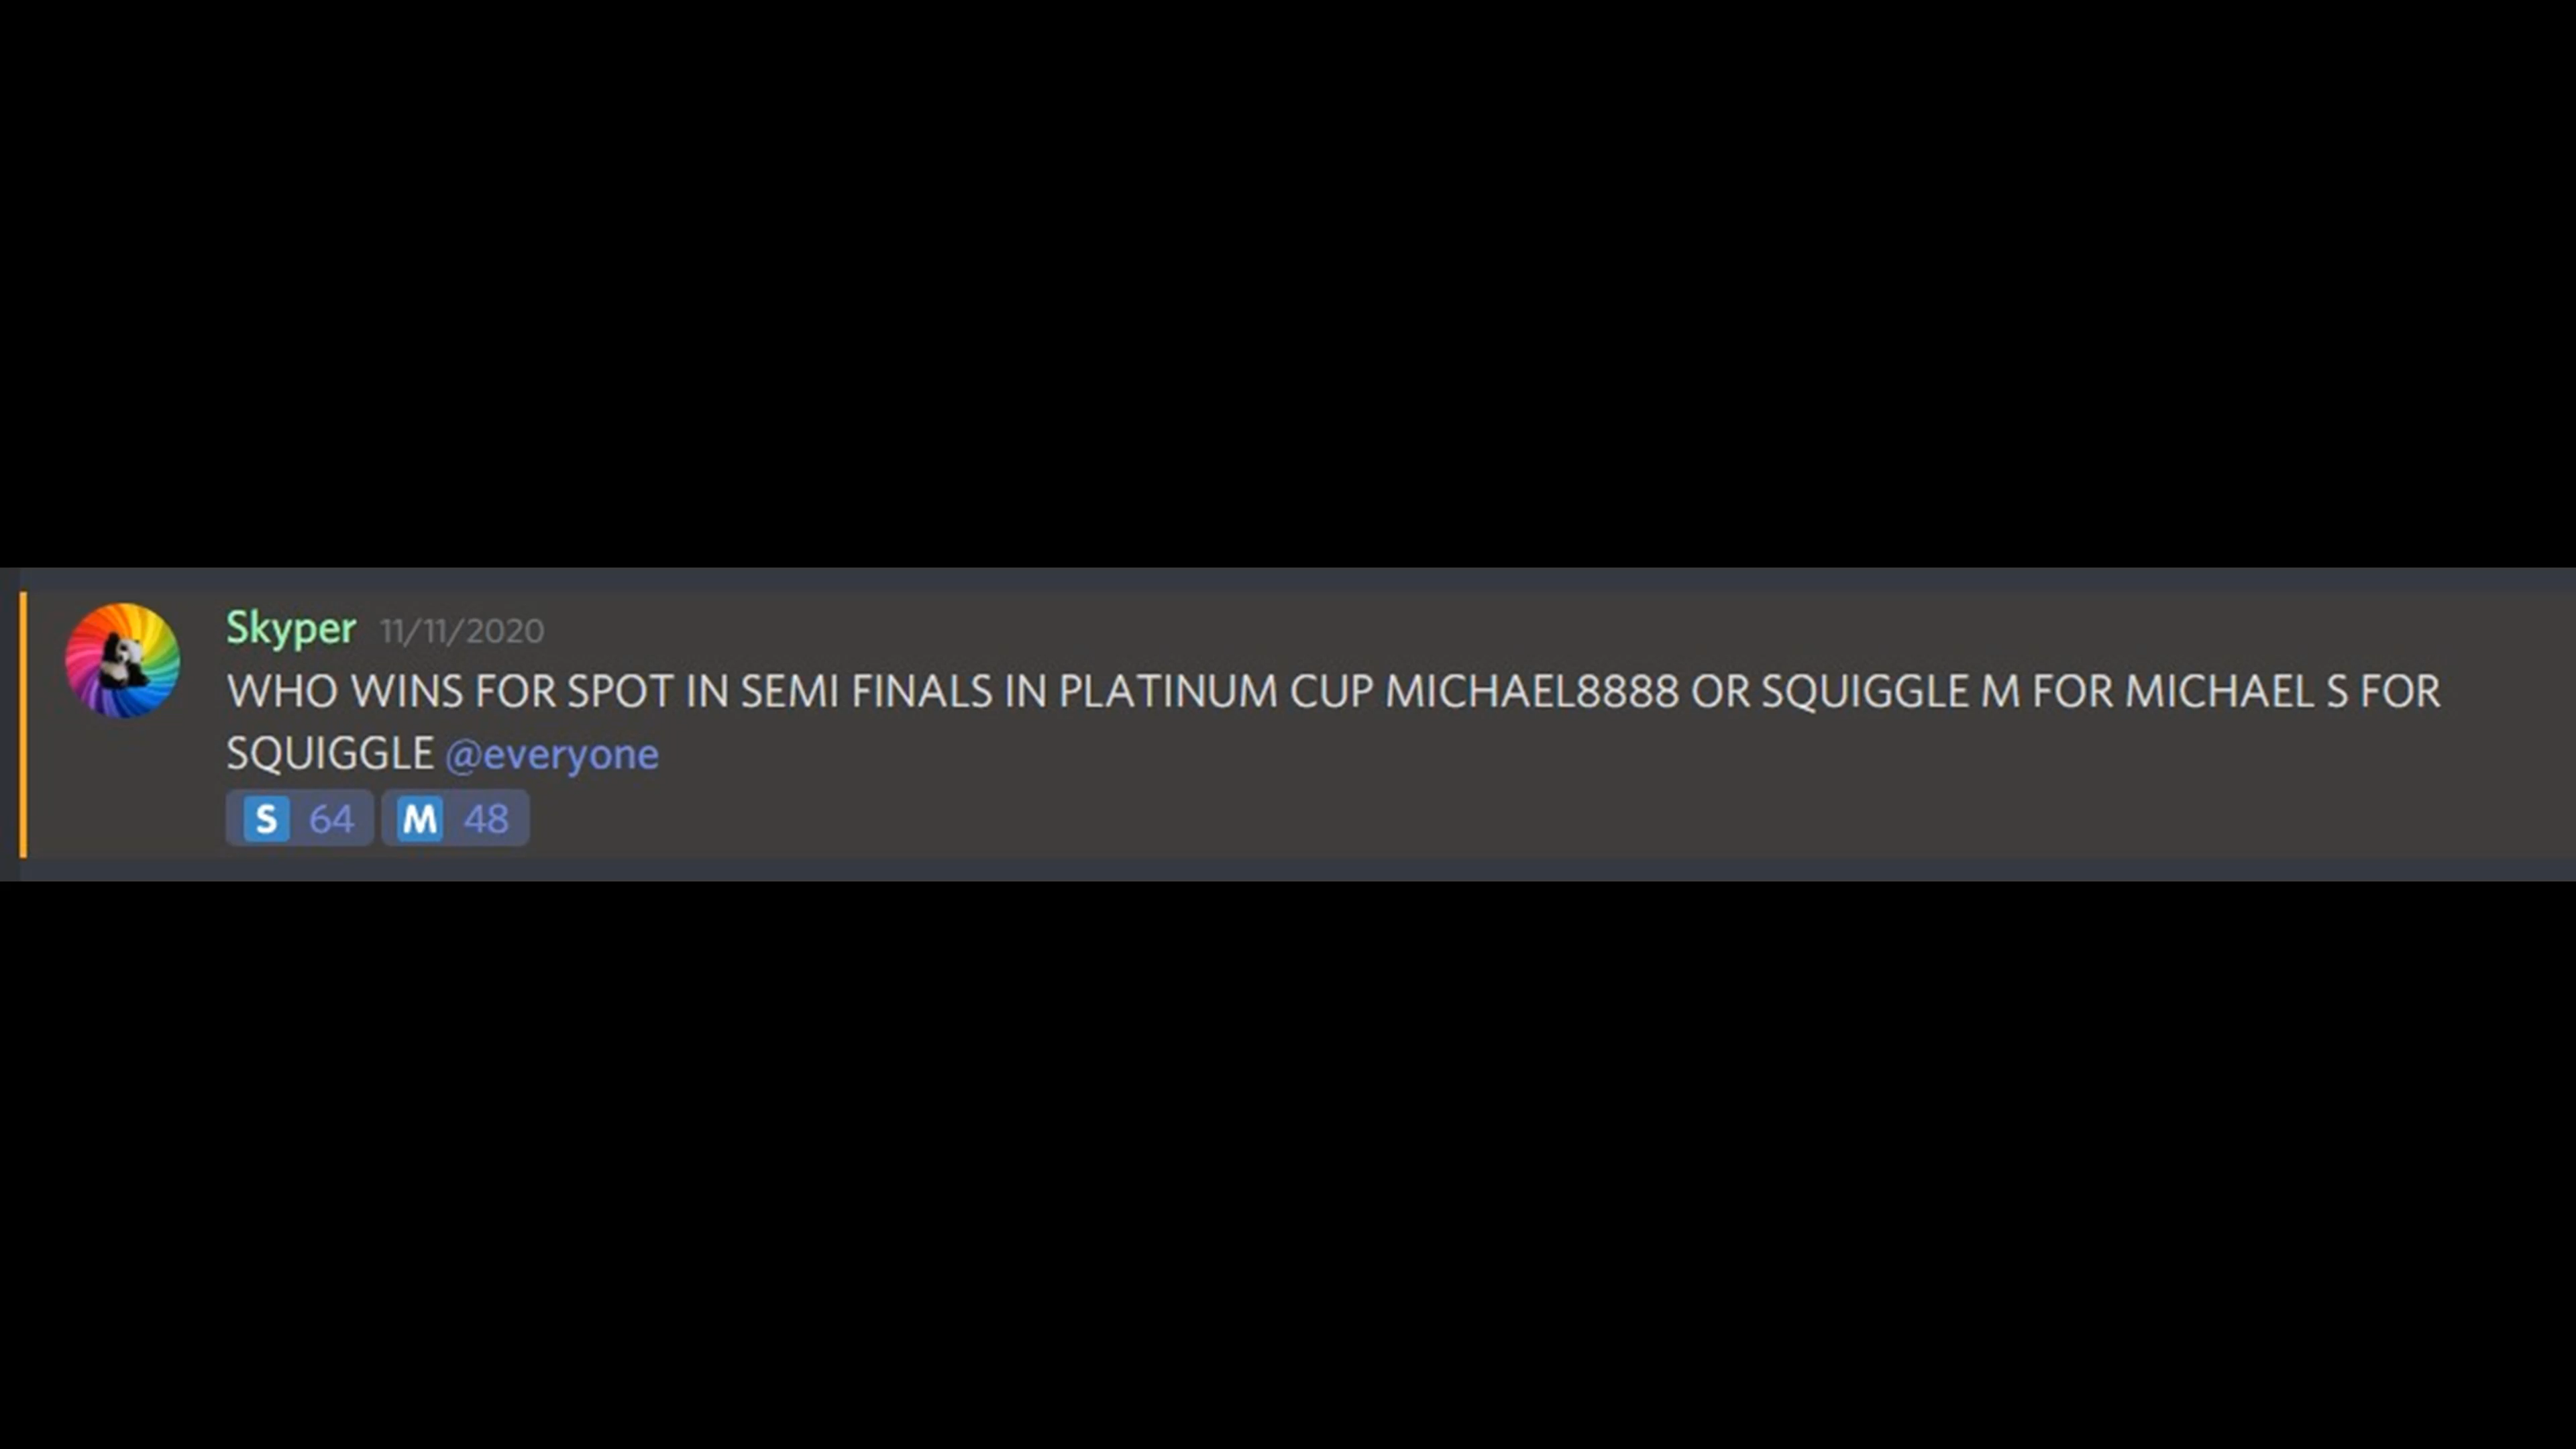 Skyper 11/11/2020
WHO WINS FOR SPOT IN SEMI FINALS IN PLATINUM CUP MICHAEL8888 OR SQUIGGLE M FOR MICHAEL S FOR
SQUIGGLE @everyone
S 64 M 48